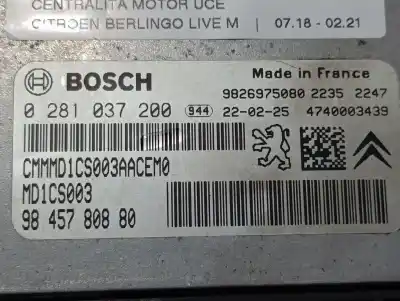 CENTRALITA MOTOR UCE
CITROEN BERLINGO LIVE M | 07.18 - 02.21
BOSCH
Made in France
9826975080 2235 2247
0 281 037 200 944 22-02-25 4740003439
CMMMD1CS003AACEM0
MD1CS003
98 457 808 80